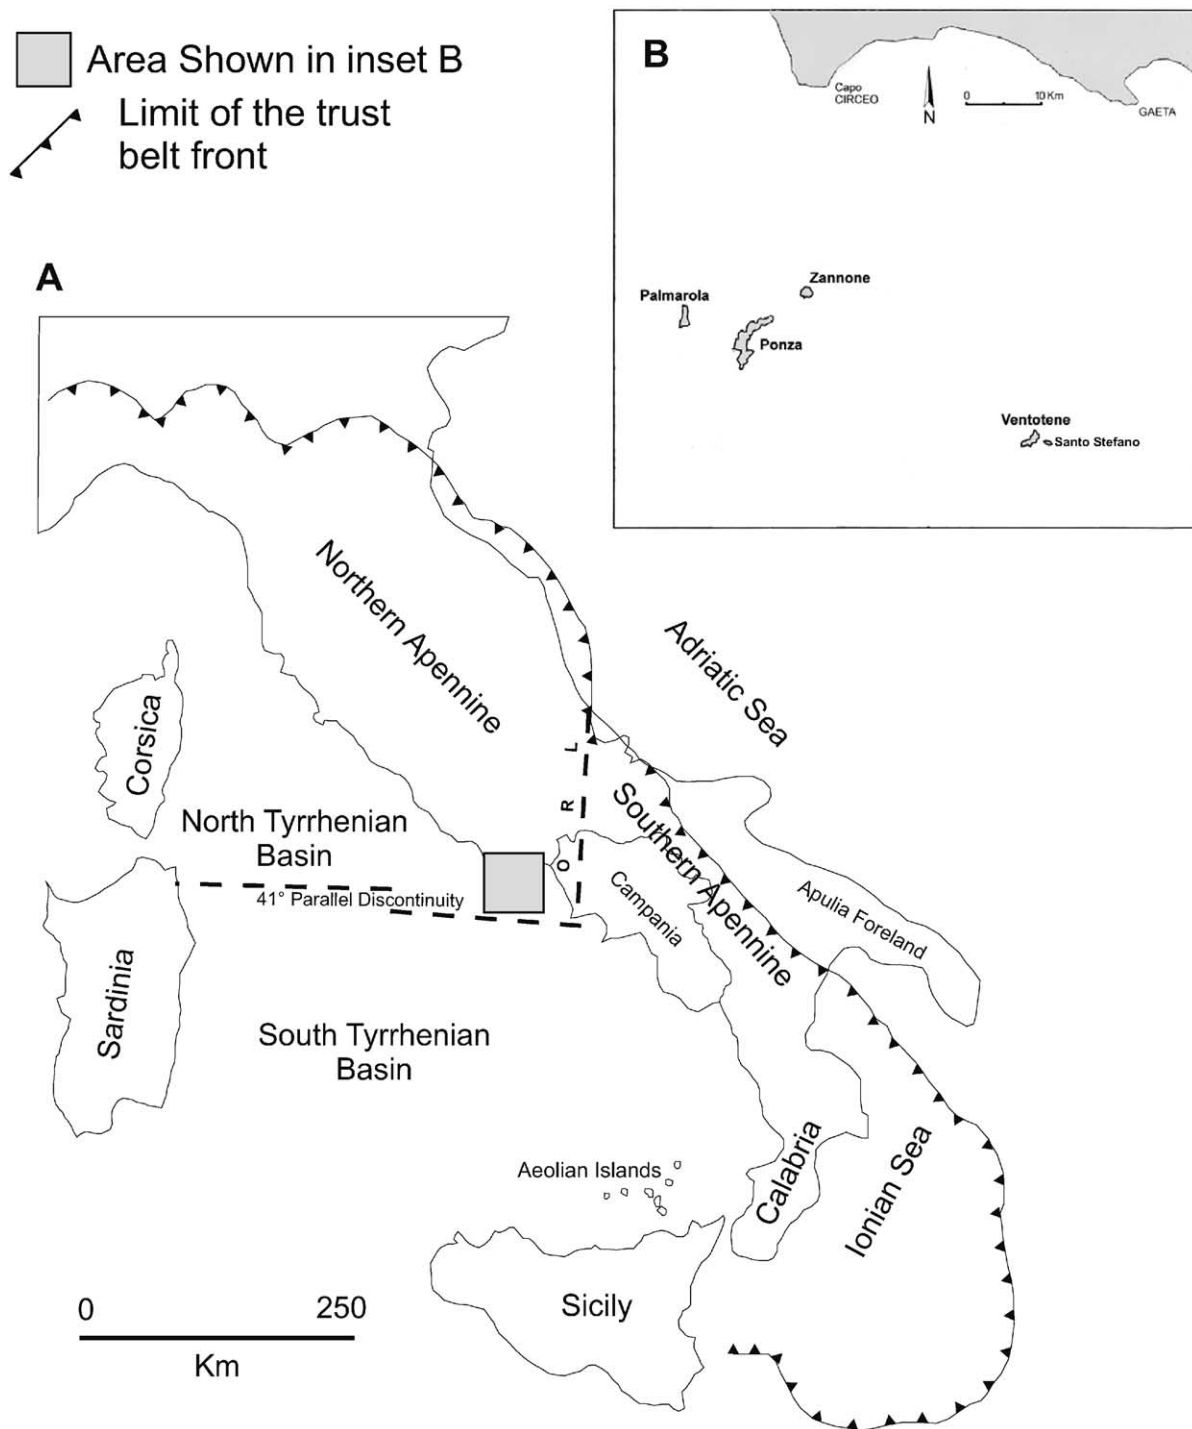 Area Shown in inset B
Limit of the trust
belt front
B
Capo
CIRCEO
N
0 10 Km
GAETA
Zannone
Palmarola
Ponza
Ventotene
Santo Stefano
A
Northern Apennine
Adriatic Sea
Corsica
North Tyrrhenian
Basin
41° Parallel Discontinuity
O R L
Southern Apennine
Campania
Apulia Foreland
Sardinia
South Tyrrhenian
Basin
Aeolian Islands
Calabria
Ionian Sea
Sicily
0 250
Km